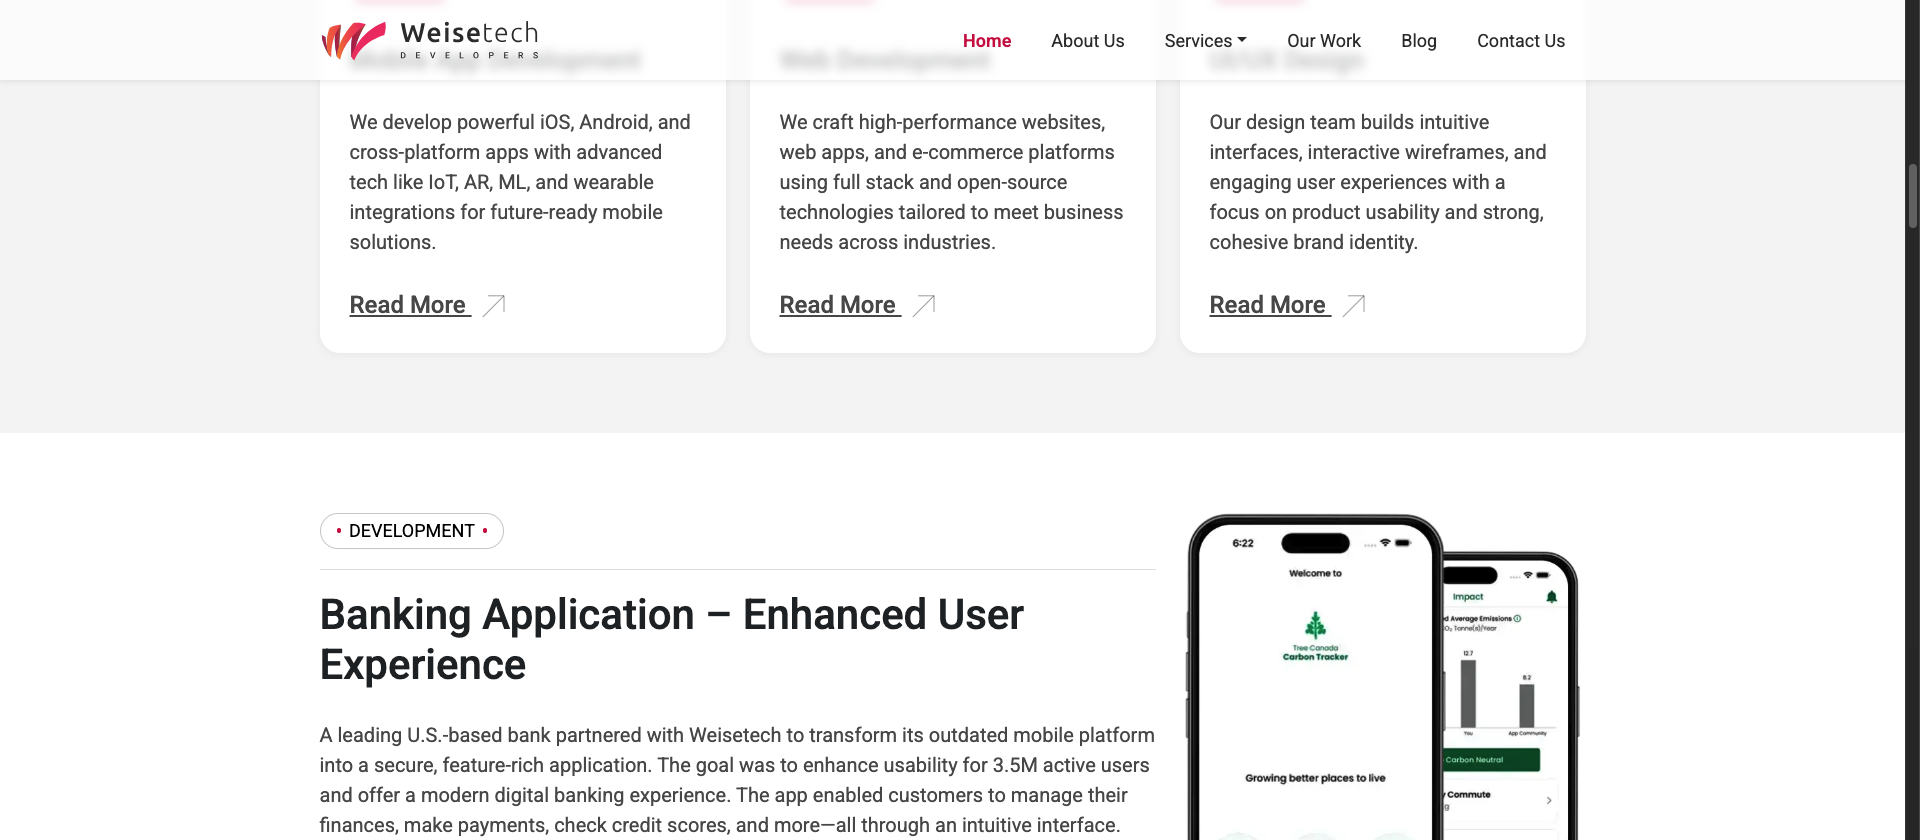 Weisetech
DEVELOPERS
Home
About Us
Services
Our Work
Blog
Contact Us
Mobile App Development
Web Development
UI/UX Design
We develop powerful iOS, Android, and
cross-platform apps with advanced
tech like IoT, AR, ML, and wearable
integrations for future-ready mobile
solutions.
Read More
We craft high-performance websites,
web apps, and e-commerce platforms
using full stack and open-source
technologies tailored to meet business
needs across industries.
Read More
Our design team builds intuitive
interfaces, interactive wireframes, and
engaging user experiences with a
focus on product usability and strong,
cohesive brand identity.
Read More
• DEVELOPMENT •
Banking Application – Enhanced User
Experience
A leading U.S.-based bank partnered with Weisetech to transform its outdated mobile platform
into a secure, feature-rich application. The goal was to enhance usability for 3.5M active users
and offer a modern digital banking experience. The app enabled customers to manage their
finances, make payments, check credit scores, and more—all through an intuitive interface.
6:22
Welcome to
Tree Canada
Carbon Tracker
Growing better places to live
Impact
Average Emissions
Tonne(s)/Year
12.7
8.2
You
App Community
Carbon Neutral
Commute